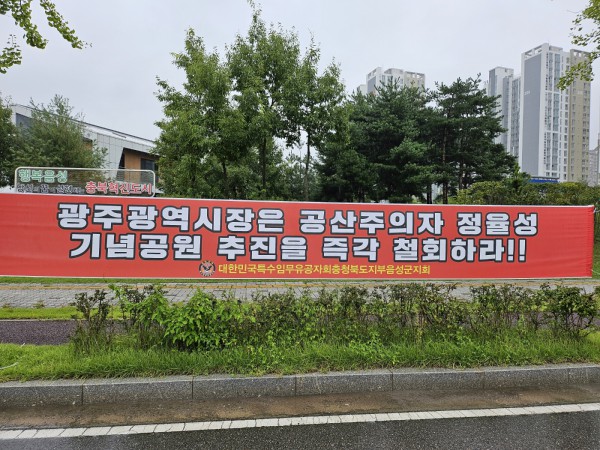 행복음성
충북혁신도시
광주광역시장은 공산주의자 정율성
기념공원 추진을 즉각 철회하라!!
대한민국특수임무유공자회충청북도지부음성군지회